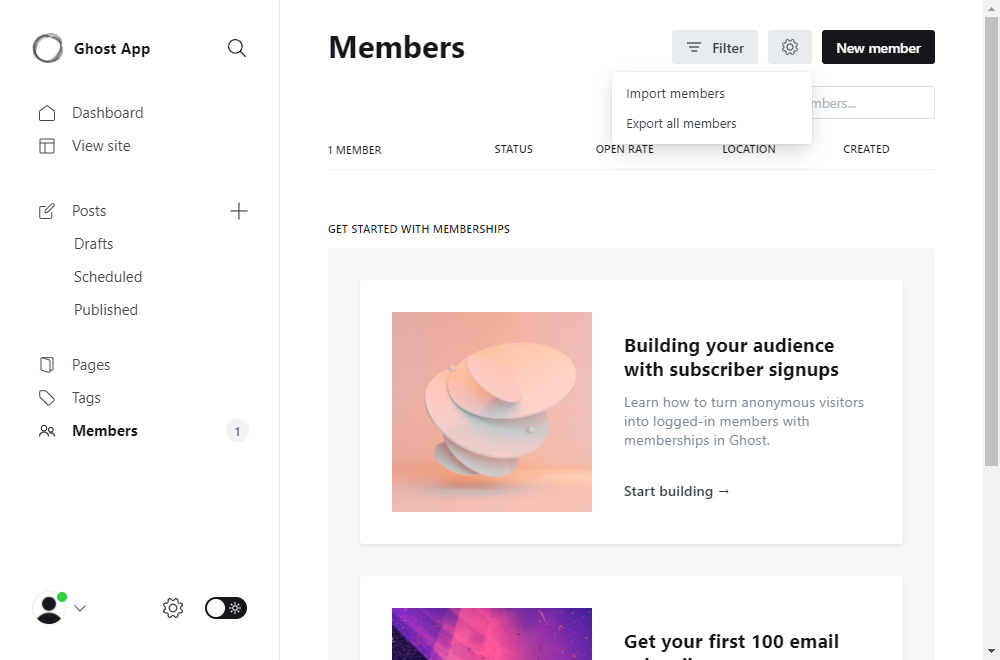 Ghost App
Dashboard
View site
Posts
Drafts
Scheduled
Published
Pages
Tags
Members
1
Members
Filter
New member
Import members
Export all members
1 MEMBER
STATUS
OPEN RATE
LOCATION
CREATED
GET STARTED WITH MEMBERSHIPS
Building your audience
with subscriber signups
Learn how to turn anonymous visitors
into logged-in members with
memberships in Ghost.
Start building →
Get your first 100 email